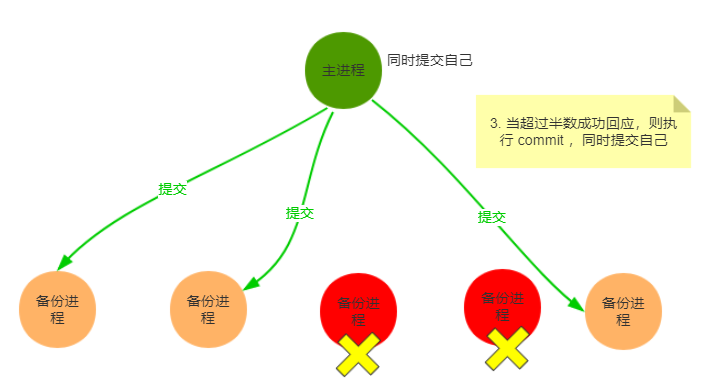 主进程
同时提交自己
3. 当超过半数成功回应，则执
行 commit ，同时提交自己
提交
提交
提交
备份进
程
备份进
程
备份进
程
备份进
程
备份进
程